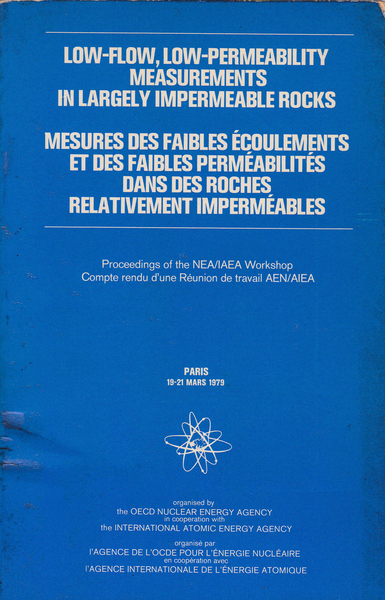 LOW-FLOW, LOW-PERMEABILITY
MEASUREMENTS
IN LARGELY IMPERMEABLE ROCKS
MESURES DES FAIBLES ÉCOULEMENTS
ET DES FAIBLES PERMÉABILITÉS
DANS DES ROCHES
RELATIVEMENT IMPERMÉABLES
Proceedings of the NEA/IAEA Workshop
Compte rendu d'une Réunion de travail AEN/AIEA
PARIS
19-21 MARS 1979
organised by
the OECD NUCLEAR ENERGY AGENCY
in cooperation with
the INTERNATIONAL ATOMIC ENERGY AGENCY
organisé par
l'AGENCE DE L'OCDE POUR L'ÉNERGIE NUCLÉAIRE
en coopération avec
l'AGENCE INTERNATIONALE DE L'ÉNERGIE ATOMIQUE